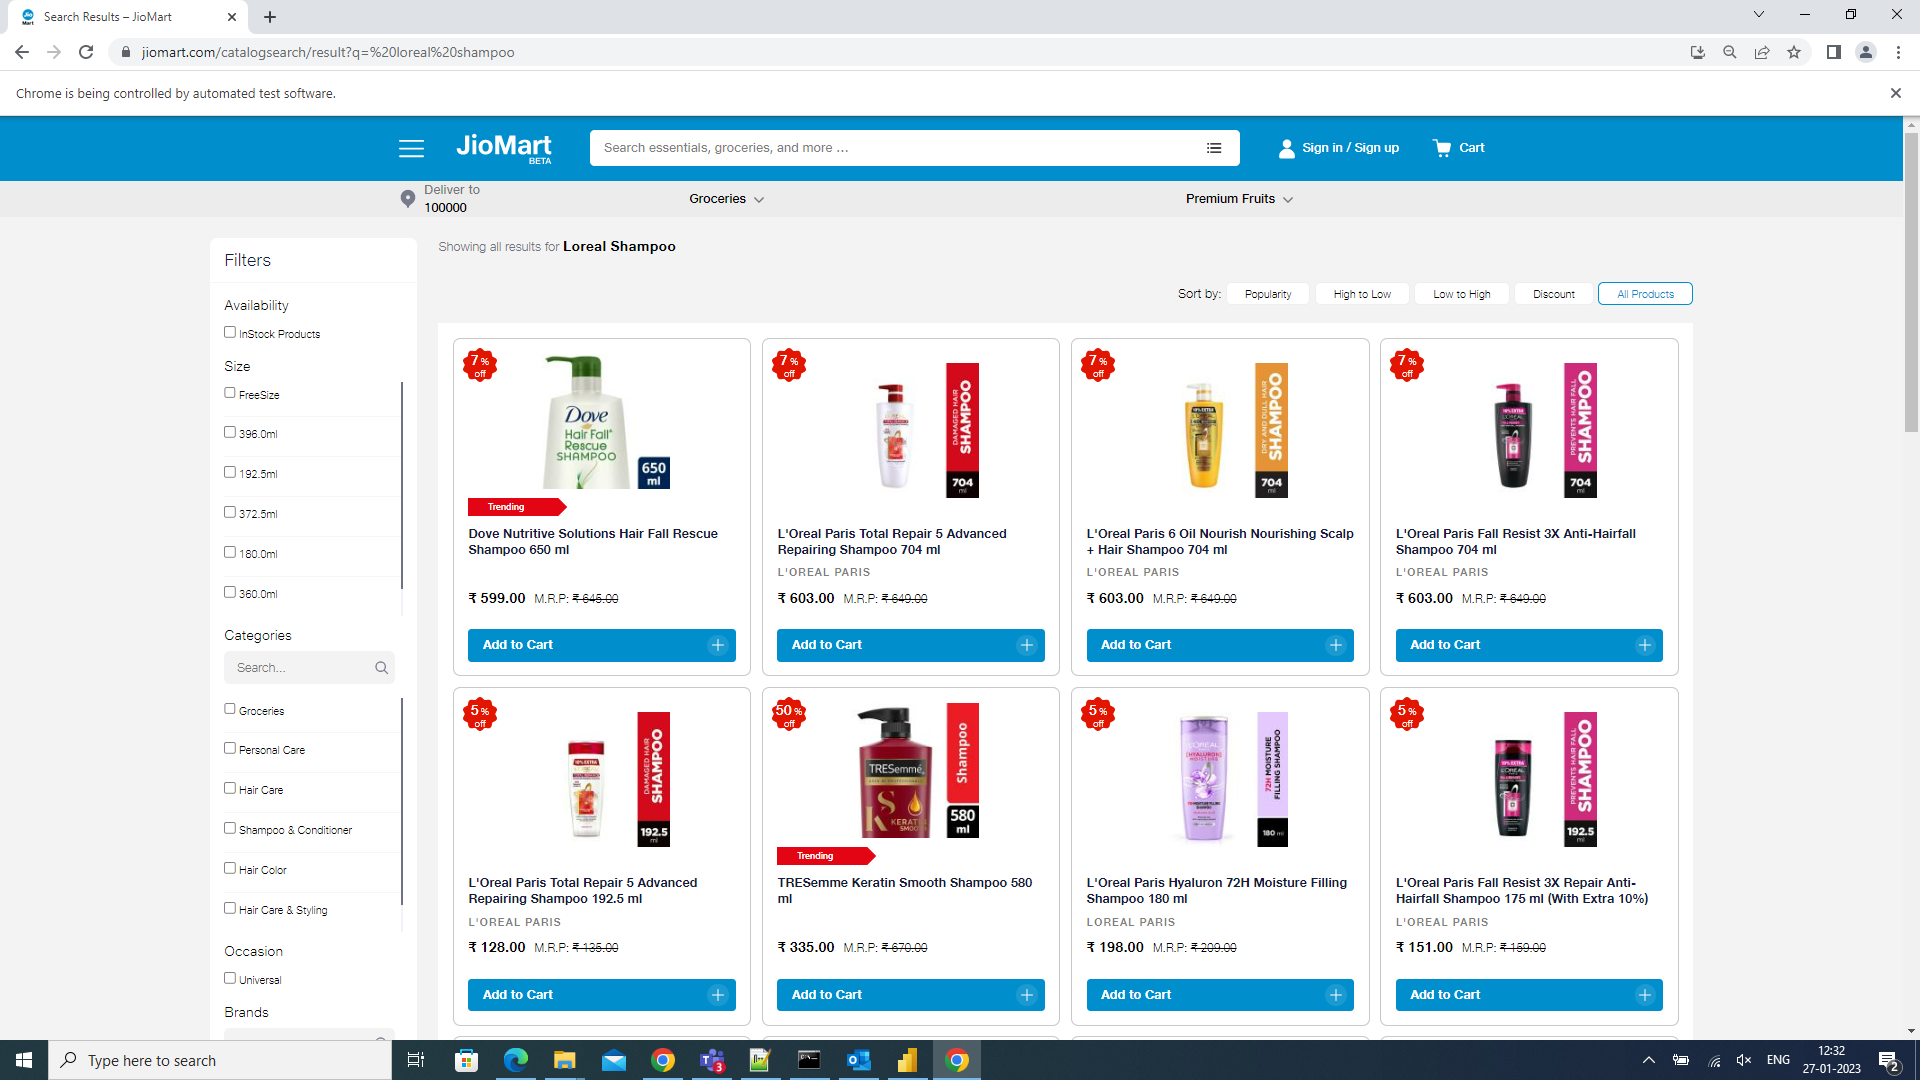 Search Results – JioMart
jiomart.com/catalogsearch/result?q=%20loreal%20shampoo
Chrome is being controlled by automated test software.
JioMart
BETA
Search essentials, groceries, and more ...
Sign in / Sign up
Cart
Deliver to
100000
Groceries
Premium Fruits
Filters
Availability
InStock Products
Size
FreeSize
396.0ml
192.5ml
372.5ml
180.0ml
360.0ml
Categories
Search...
Groceries
Personal Care
Hair Care
Shampoo & Conditioner
Hair Color
Hair Care & Styling
Occasion
Universal
Brands
Showing all results for Loreal Shampoo
Sort by: Popularity High to Low Low to High Discount All Products
7 % off
Dove
Hair Fall
Rescue
SHAMPOO
650 ml
Trending
Dove Nutritive Solutions Hair Fall Rescue
Shampoo 650 ml
₹ 599.00 M.R.P: ₹ 645.00
Add to Cart
7 % off
DAMAGED HAIR
SHAMPOO
704 ml
L'Oreal Paris Total Repair 5 Advanced
Repairing Shampoo 704 ml
L'OREAL PARIS
₹ 603.00 M.R.P: ₹ 649.00
Add to Cart
7 % off
DRY AND DULL HAIR
SHAMPOO
704 ml
L'Oreal Paris 6 Oil Nourish Nourishing Scalp
+ Hair Shampoo 704 ml
L'OREAL PARIS
₹ 603.00 M.R.P: ₹ 649.00
Add to Cart
7 % off
PREVENTS HAIR FALL
SHAMPOO
704 ml
L'Oreal Paris Fall Resist 3X Anti-Hairfall
Shampoo 704 ml
L'OREAL PARIS
₹ 603.00 M.R.P: ₹ 649.00
Add to Cart
5 % off
DAMAGED HAIR
SHAMPOO
192.5 ml
L'Oreal Paris Total Repair 5 Advanced
Repairing Shampoo 192.5 ml
L'OREAL PARIS
₹ 128.00 M.R.P: ₹ 135.00
Add to Cart
50 % off
TRESemmé
KS
KERATIN
SMOOTH
Shampoo
580 ml
Trending
TRESemme Keratin Smooth Shampoo 580
ml
₹ 335.00 M.R.P: ₹ 670.00
Add to Cart
5 % off
72H MOISTURE
FILLING SHAMPOO
180 ml
L'Oreal Paris Hyaluron 72H Moisture Filling
Shampoo 180 ml
LOREAL PARIS
₹ 198.00 M.R.P: ₹ 209.00
Add to Cart
5 % off
PREVENTS HAIR FALL
SHAMPOO
192.5 ml
L'Oreal Paris Fall Resist 3X Repair Anti-
Hairfall Shampoo 175 ml (With Extra 10%)
L'OREAL PARIS
₹ 151.00 M.R.P: ₹ 159.00
Add to Cart
Type here to search
3
ENG
12:32
27-01-2023
2